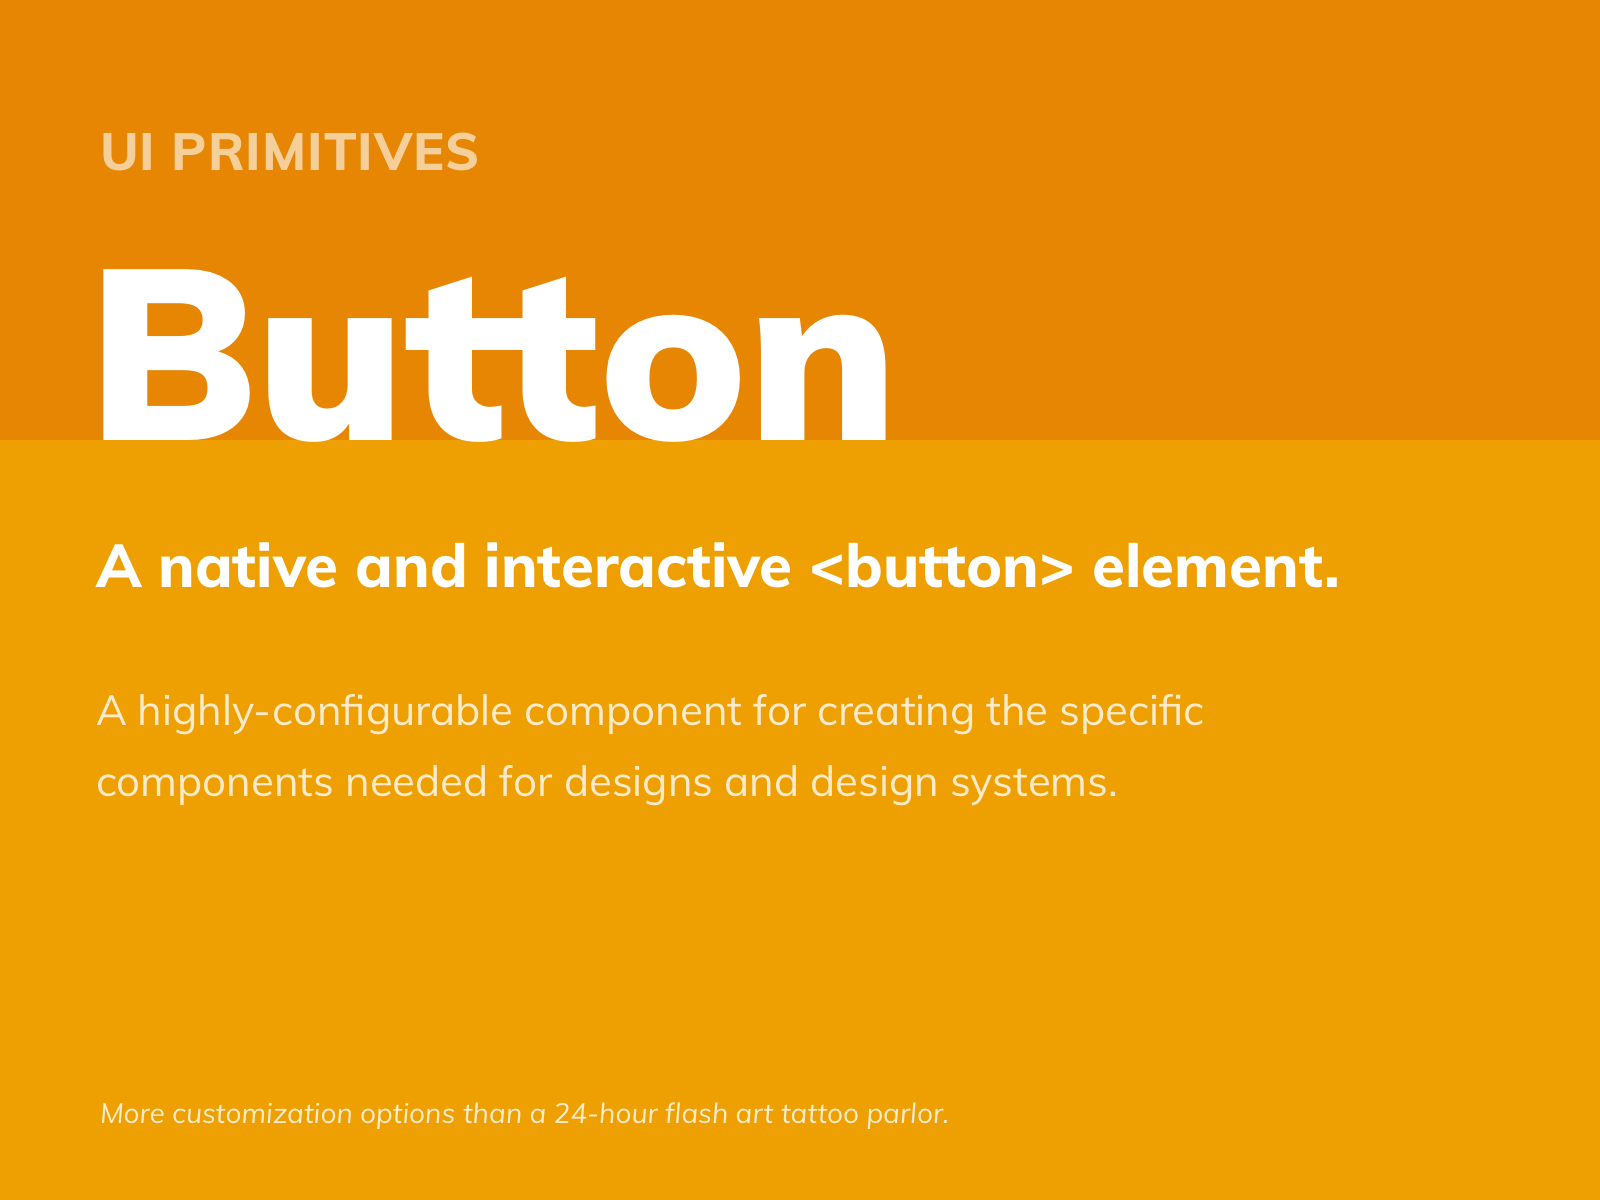 UI PRIMITIVES
Button
A native and interactive <button> element.
A highly-configurable component for creating the specific
components needed for designs and design systems.
More customization options than a 24-hour flash art tattoo parlor.